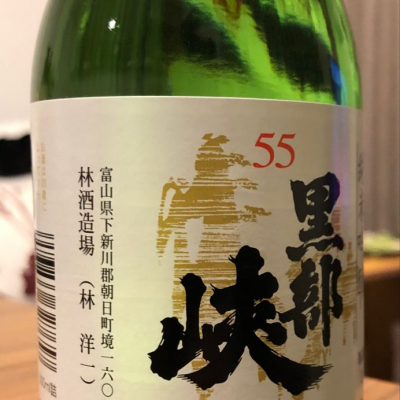 55
黒部
峡
富山県下新川郡朝日町境一六〇
林酒造場 (林 洋一)